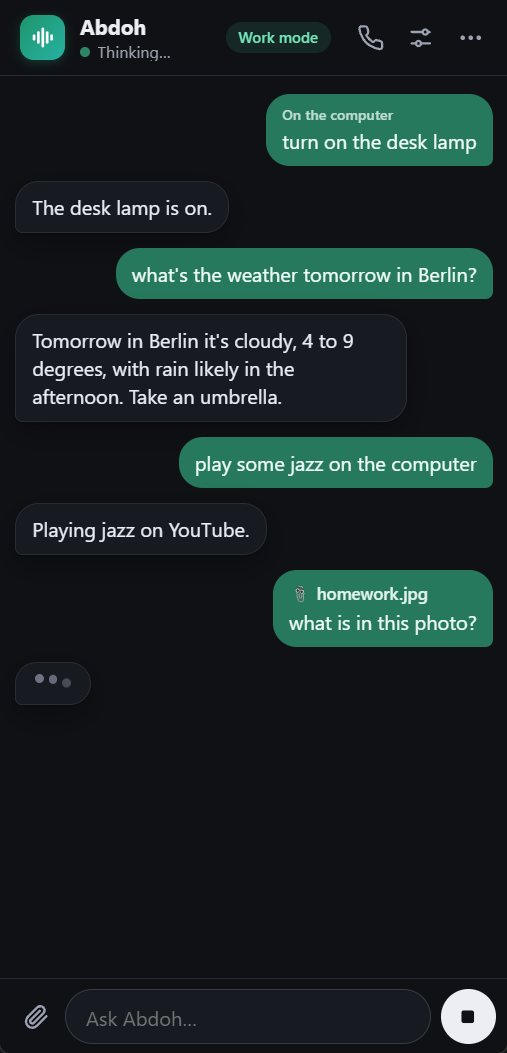 Abdoh
Thinking...
Work mode
On the computer
turn on the desk lamp
The desk lamp is on.
what's the weather tomorrow in Berlin?
Tomorrow in Berlin it's cloudy, 4 to 9
degrees, with rain likely in the
afternoon. Take an umbrella.
play some jazz on the computer
Playing jazz on YouTube.
homework.jpg
what is in this photo?
Ask Abdoh...